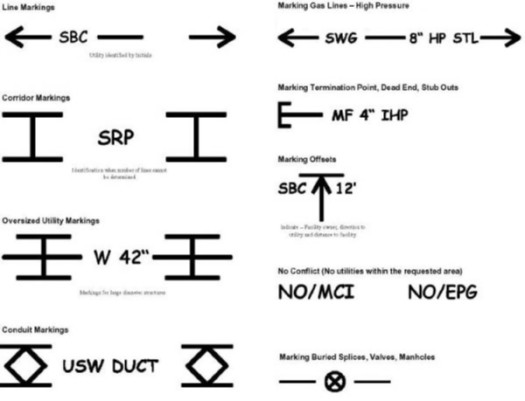 Line Markings
SBC
Utility identified by initials
Corridor Markings
SRP
Identification when number of lines cannot
be determined
Oversized Utility Markings
W 42"
Markings for large diameter structures
Conduit Markings
USW DUCT
Marking Gas Lines – High Pressure
SWG 8" HP STL
Marking Termination Point, Dead End, Stub Outs
MF 4" IHP
Marking Offsets
SBC 12'
Indicate – Facility owner, direction to
utility and distance to facility
No Conflict (No utilities within the requested area)
NO/MCI NO/EPG
Marking Buried Splices, Valves, Manholes